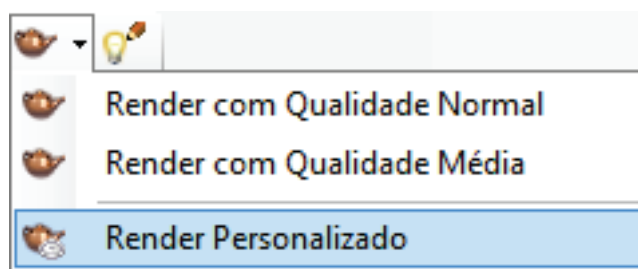 Render com Qualidade Normal
Render com Qualidade Média
Render Personalizado